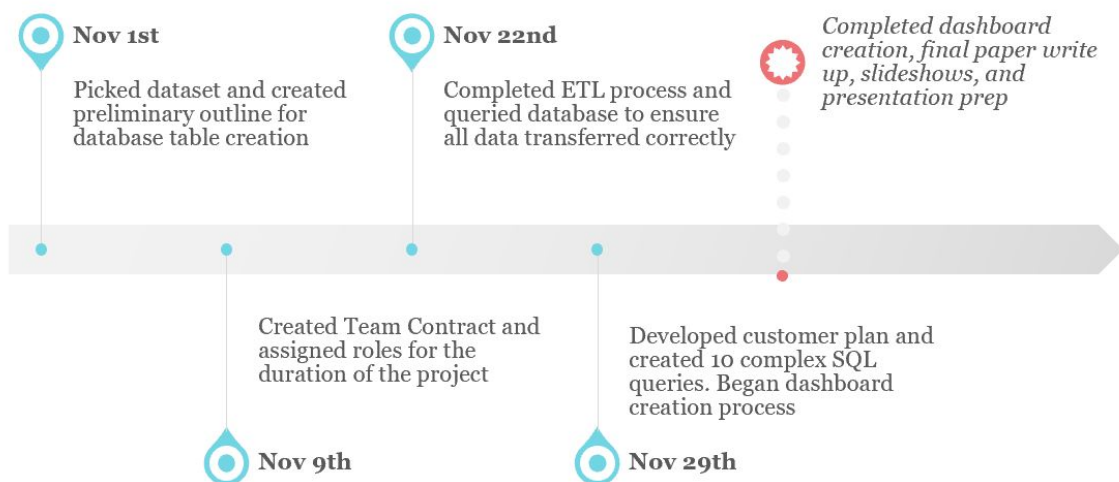 Nov 1st
Picked dataset and created
preliminary outline for
database table creation
Nov 22nd
Completed ETL process and
queried database to ensure
all data transferred correctly
Completed dashboard
creation, final paper write
up, slideshows, and
presentation prep
Created Team Contract and
assigned roles for the
duration of the project
Nov 9th
Developed customer plan and
created 10 complex SQL
queries. Began dashboard
creation process
Nov 29th